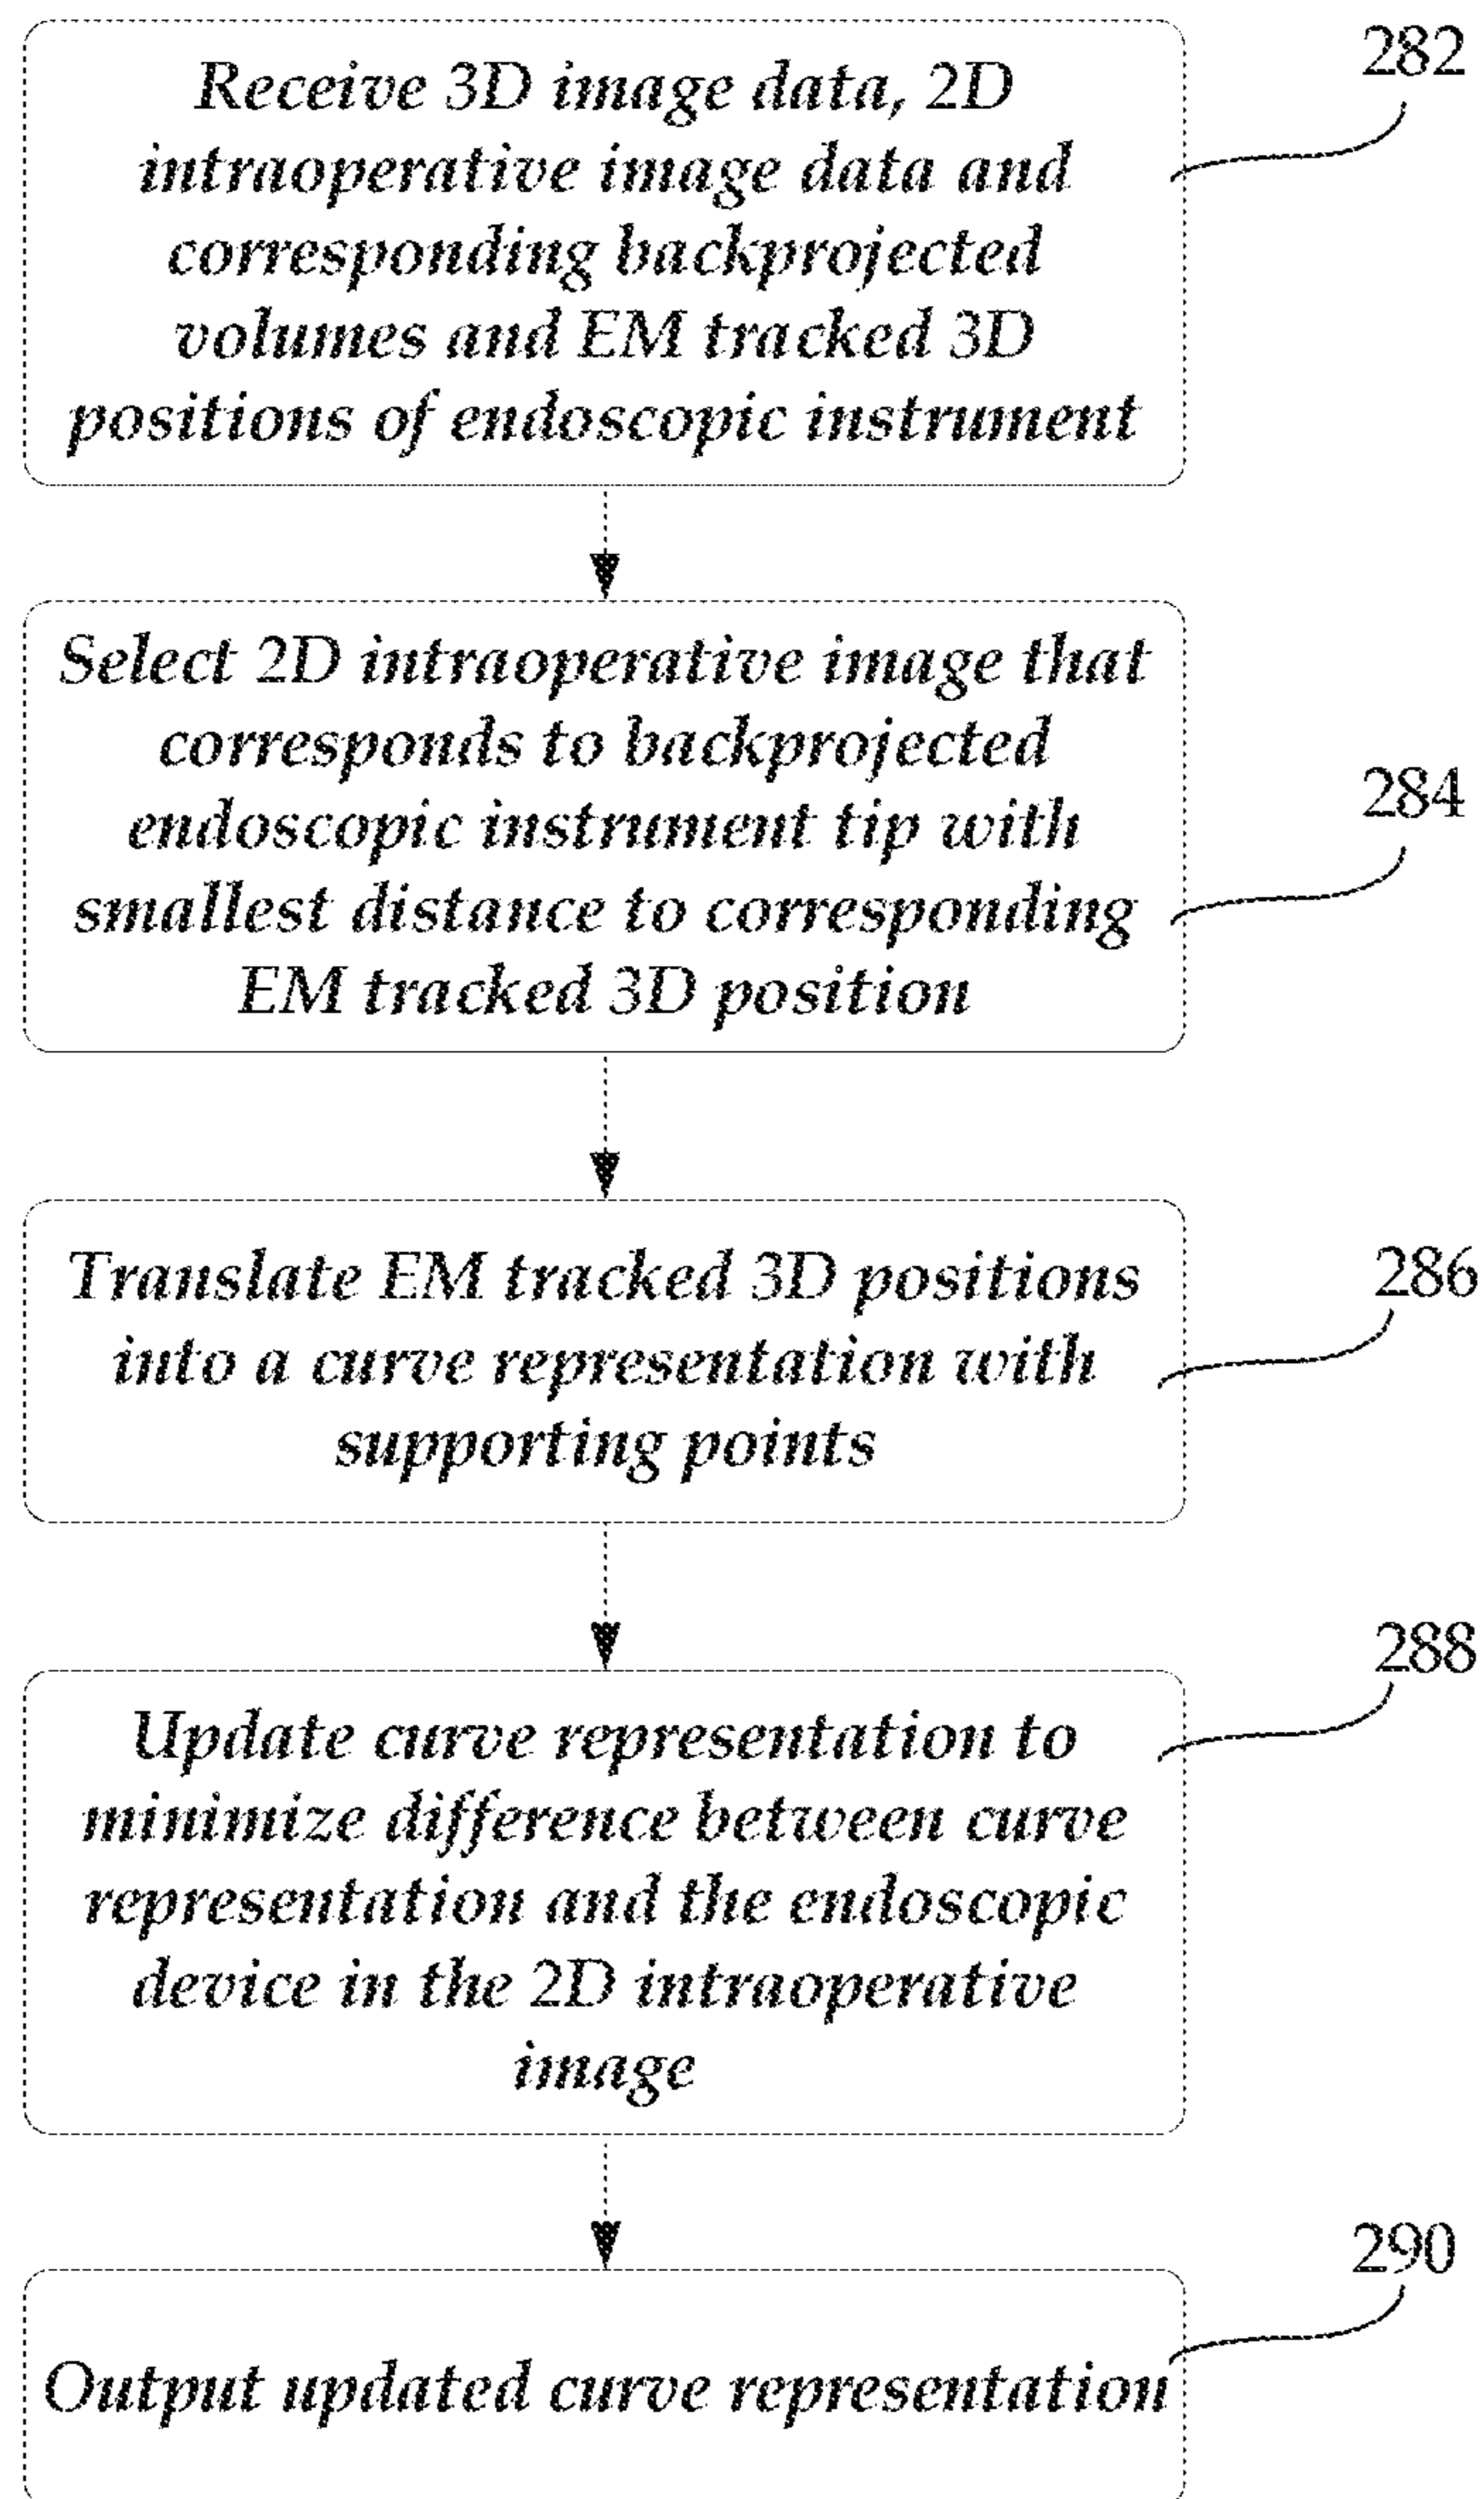 Receive 3D image data, 2D
intraoperative image data and
corresponding backprojected
volumes and EM tracked 3D
positions of endoscopic instrument
282
Select 2D intraoperative image that
corresponds to backprojected
endoscopic instrument tip with
smallest distance to corresponding
EM tracked 3D position
284
Translate EM tracked 3D positions
into a curve representation with
supporting points
286
Update curve representation to
minimize difference between curve
representation and the endoscopic
device in the 2D intraoperative
image
288
Output updated curve representation
290